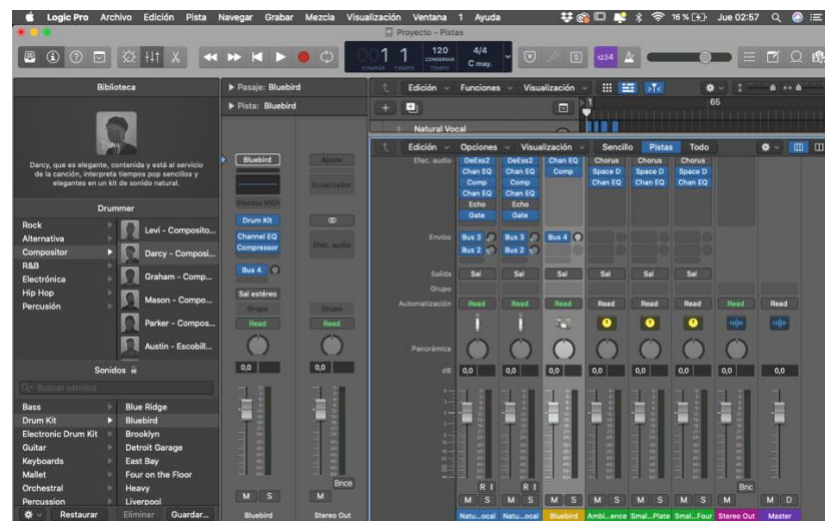 Logic Pro Archivo Edición Pista Navegar Grabar Mezcla Visualización Ventana 1 Ayuda 16 % Jue 02:57
Proyecto - Pistas
001 1 120 4/4
COMPÁS TIEMPO CONSERVAR C may.
TEMPO
1234
Biblioteca
Darcy, que es elegante, contenida y está al servicio
de la canción, interpreta tiempos pop sencillos y
elegantes en un kit de sonido natural.
Drummer
Rock
Alternativa
Compositor
R&B
Electrónica
Hip Hop
Percusión
Levi - Composito...
Darcy - Composi...
Graham - Comp...
Mason - Compo...
Parker - Compos...
Austin - Escobill...
Sonidos
Buscar sonidos
Bass
Drum Kit
Electronic Drum Kit
Guitar
Keyboards
Mallet
Orchestral
Percussion
Blue Ridge
Bluebird
Brooklyn
Detroit Garage
East Bay
Four on the Floor
Heavy
Liverpool
Restaurar Eliminar Guardar...
Pasaje: Bluebird
Pista: Bluebird
Bluebird Ajuste
Ecualizador
Efectos MIDI
Drum Kit
Channel EQ
Compressor
Efec. audio
Bus 4
Sal estéreo
Grupo Grupo
Read Read
0,0 0,0
Bnce
M S M
Bluebird Stereo Out
Edición Funciones Visualización
1 65
Natural Vocal
Edición Opciones Visualización Sencillo Pistas Todo
Efec. audio DeEss2 DeEss2 Chan EQ Chorus Chorus Chorus
Chan EQ Chan EQ Comp Space D Space D Space D
Comp Comp Chan EQ Chan EQ Chan EQ
Chan EQ Chan EQ
Echo Echo
Gate Gate
Envíos Bus 3 Bus 3 Bus 4
Bus 2 Bus 2
Salida Sal Sal Sal Sal Sal Sal
Grupo
Automatización Read Read Read Read Read Read Read Read
Panorámica
dB 0,0 0,0 0,0 0,0 0,0 0,0 0,0 0,0
R I R I Bnc
M S M S M S M S M S M S M M D
Natu...ocal Natu...ocal Bluebird Ambi...ence Smal...Plate Smal...Four Stereo Out Master